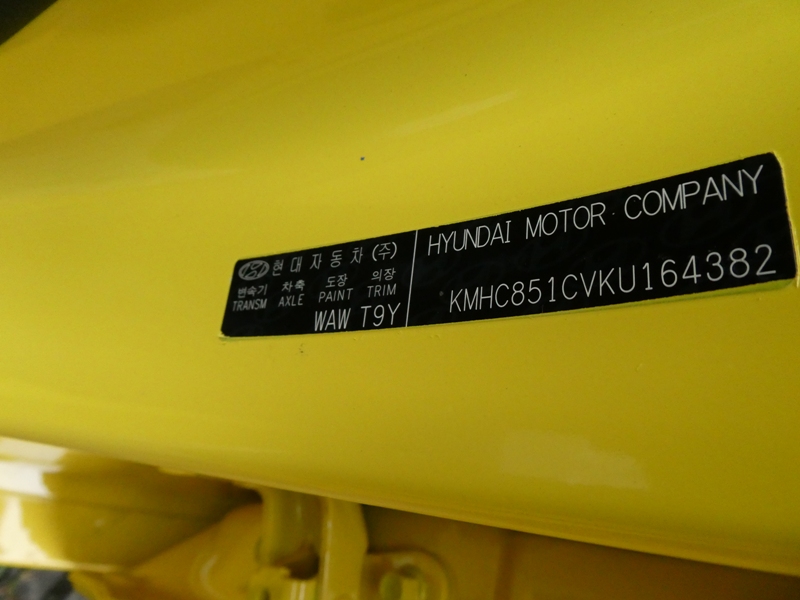 현대자동차(주)
변속기 차축 도장 의장
TRANSM AXLE PAINT TRIM
WAW T9Y
HYUNDAI MOTOR COMPANY
KMHC851CVKU164382